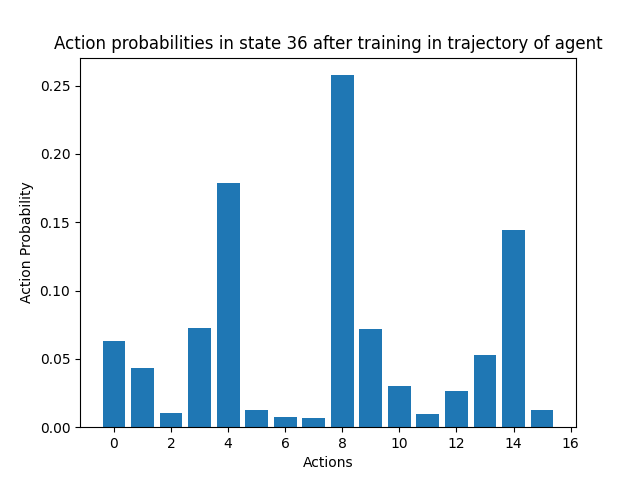 Action probabilities in state 36 after training in trajectory of agent
0.25
0.20
0.15
0.10
0.05
0.00
Action Probability
0 2 4 6 8 10 12 14 16
Actions